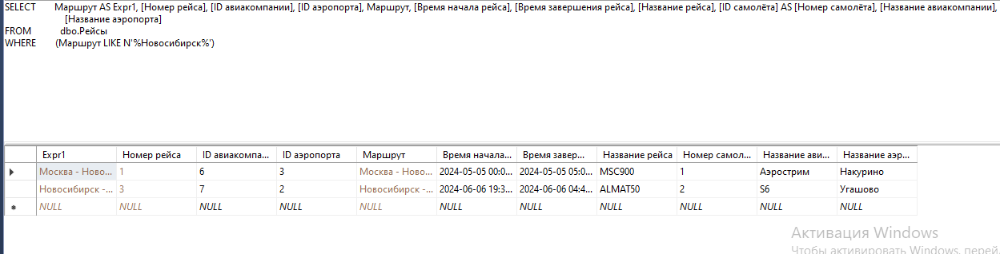 SELECT Маршрут AS Expr1, [Номер рейса], [ID авиакомпании], [ID аэропорта], Маршрут, [Время начала рейса], [Время завершения рейса], [Название рейса], [ID самолёта] AS [Номер самолёта], [Название авиакомпании],
[Название аэропорта]
FROM dbo.Рейсы
WHERE (Маршрут LIKE N'%Новосибирск%')
Expr1 Номер рейса ID авиакомпа... ID аэропорта Маршрут Время начала... Время завер... Название рейса Номер самол... Название ави... Название аэр...
Москва - Ново... 1 6 3 Москва - Ново... 2024-05-05 00:0... 2024-05-05 05:0... MSC900 1 Аэрострим Накурино
Новосибирск -... 3 7 2 Новосибирск -... 2024-06-06 19:3... 2024-06-06 04:4... ALMAT50 2 S6 Угашово
NULL NULL NULL NULL NULL NULL NULL NULL NULL NULL NULL
Активация Windows
Чтобы активировать Windows, перей